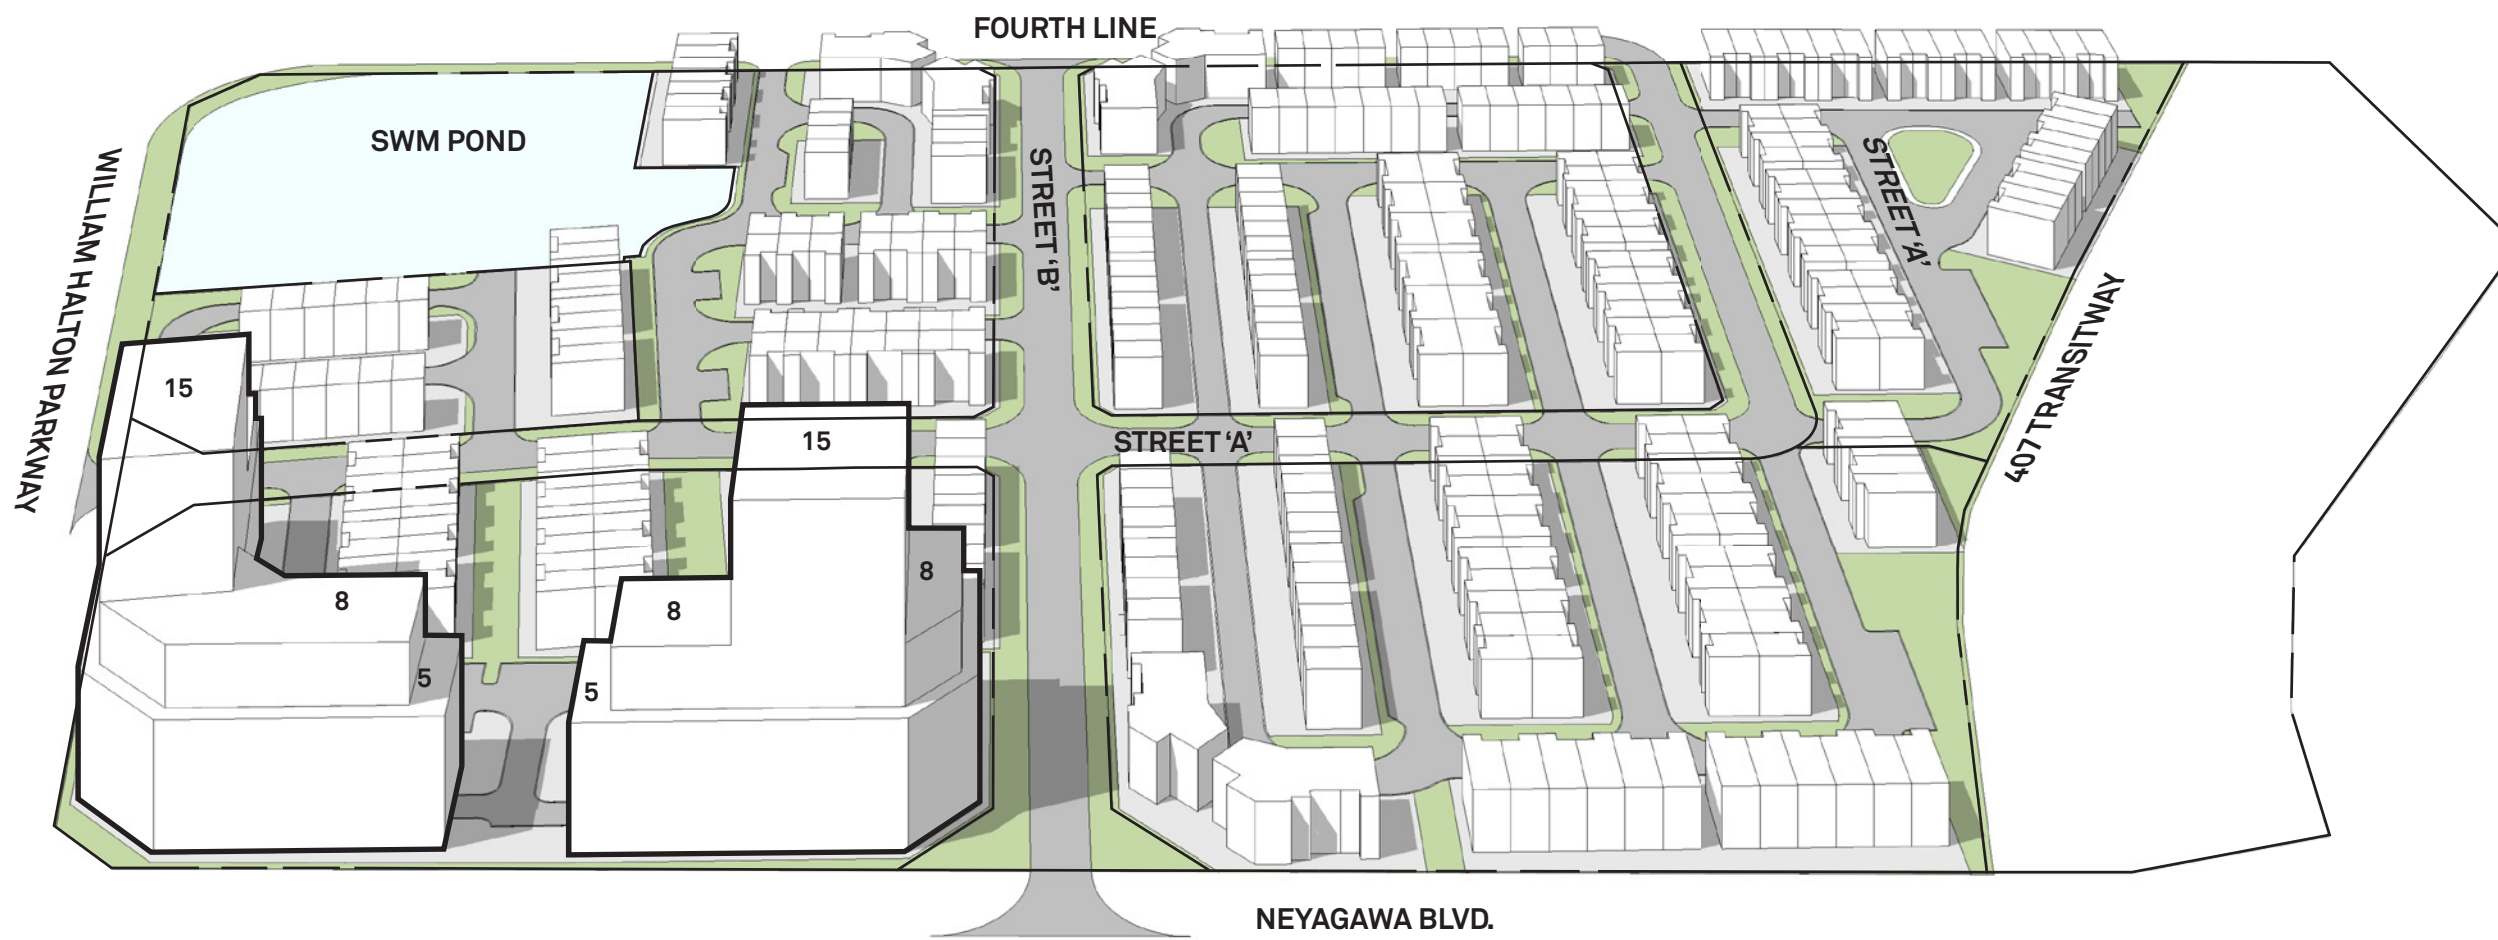 FOURTH LINE
SWM POND
WILLIAM HALTON PARKWAY
STREET 'B'
STREET 'A'
407 TRANSITWAY
15
STREET 'A'
15
8
8
8
5
5
NEYAGAWA BLVD.